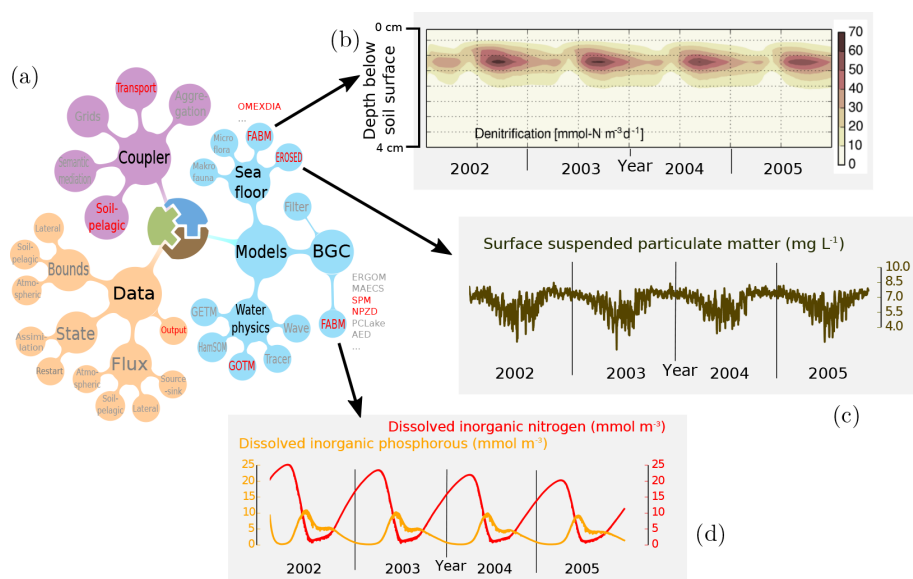 (a)
Transport
Aggre-
gation
Grids
Coupler
Semantic
mediation
Soil-
pelagic
OMEXDIA
...
Micro
flora
FABM
EROSED
Makro
fauna
Sea
floor
Filter
Models
BGC
ERGOM
MAECS
SPM
NPZD
PCLake
AED
...
FABM
Water
physics
GETM
Wave
HamSOM
Tracer
GOTM
Lateral
Soil-
pelagic
Bounds
Atmo-
spheric
Data
Output
Assimi-
lation
State
Restart
Flux
Atmo-
spheric
Source
-sink
Soil-
pelagic
Lateral
(b)
0 cm
Depth below
soil surface
4 cm
Denitrification [mmol-N m⁻³d⁻¹]
70
60
50
40
30
20
10
0
2002 2003 Year 2004 2005
Surface suspended particulate matter (mg L⁻¹)
10.0
8.5
7.0
5.5
4.0
2002 2003 Year 2004 2005
(c)
Dissolved inorganic nitrogen (mmol m⁻³)
Dissolved inorganic phosphorous (mmol m⁻³)
25 25
20 20
15 15
10 10
5 5
0 0
2002 2003 Year 2004 2005
(d)